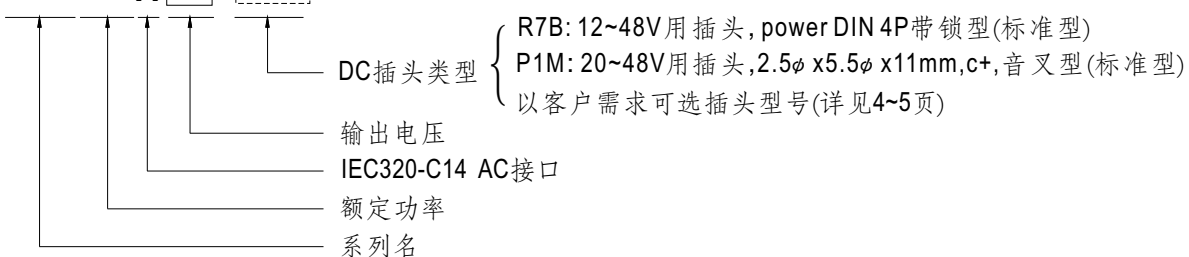 R7B: 12~48V用插头, power DIN 4P带锁型(标准型)
DC插头类型
P1M: 20~48V用插头,2.5ø x5.5ø x11mm,c+,音叉型(标准型)
以客户需求可选插头型号(详见4~5页)
输出电压
IEC320-C14 AC接口
额定功率
系列名